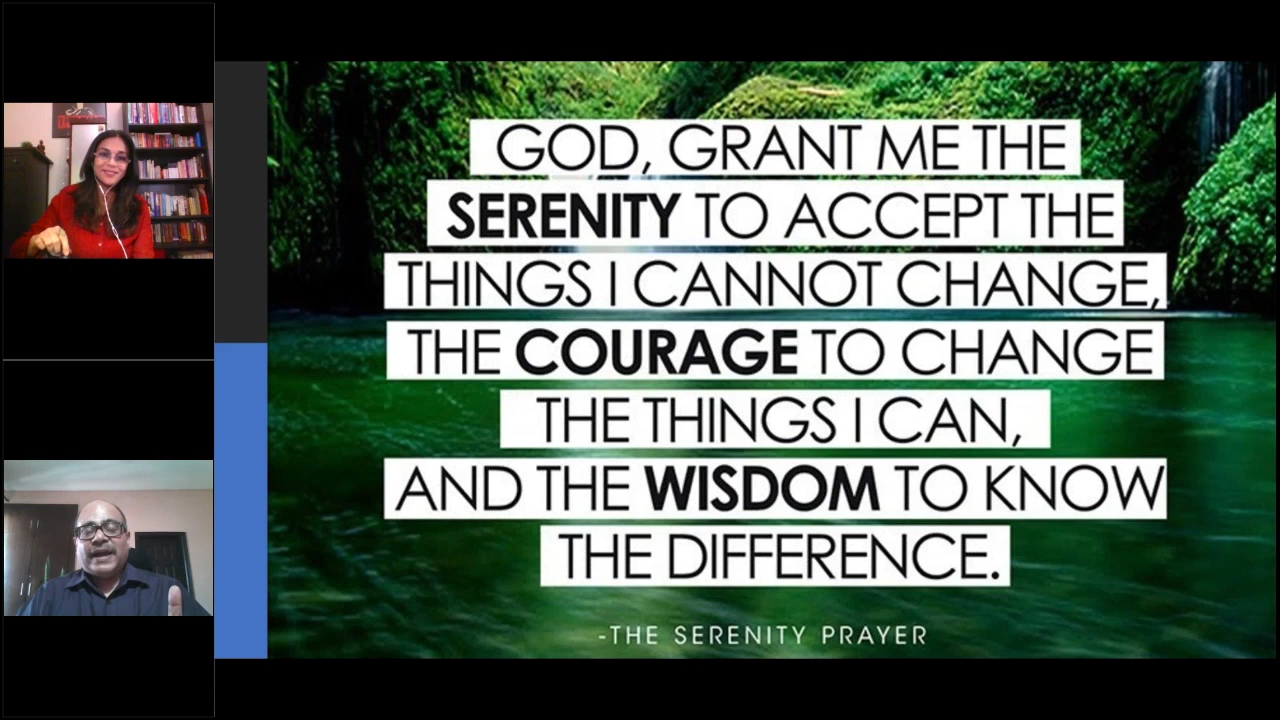 GOD, GRANT ME THE
SERENITY TO ACCEPT THE
THINGS I CANNOT CHANGE,
THE COURAGE TO CHANGE
THE THINGS I CAN,
AND THE WISDOM TO KNOW
THE DIFFERENCE.
-THE SERENITY PRAYER